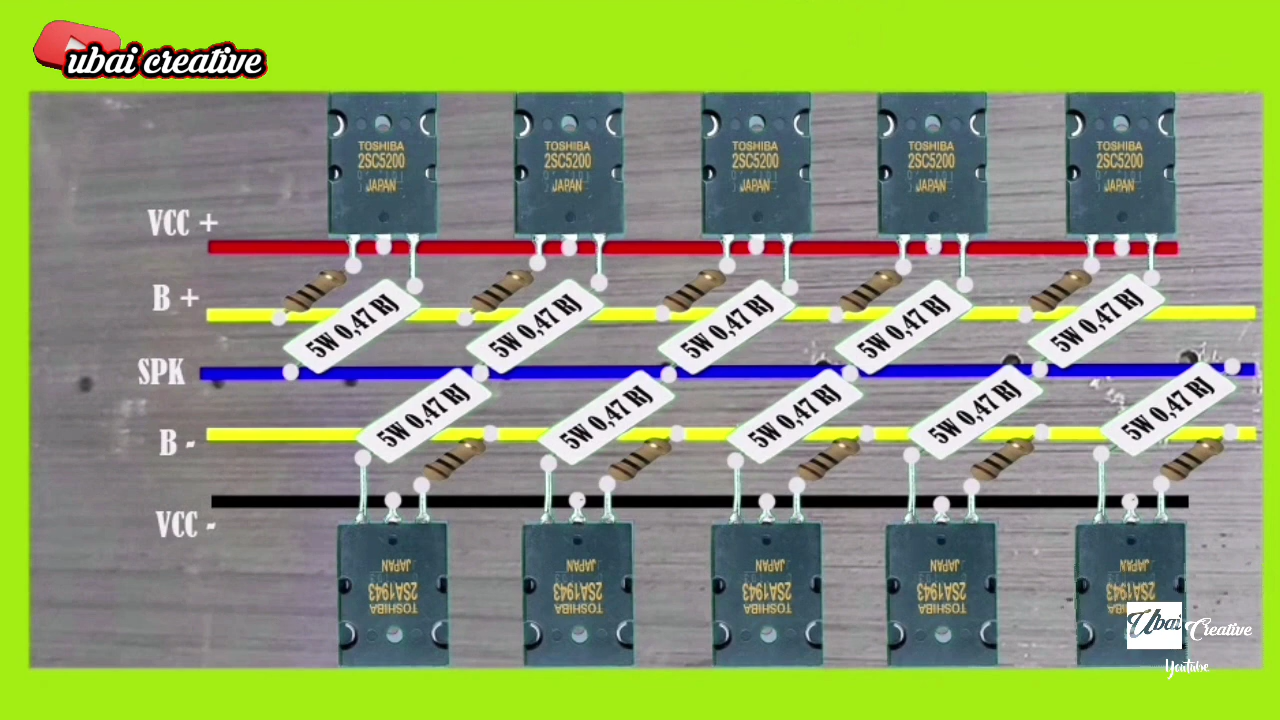 ubai creative
TOSHIBA
2SC5200
JAPAN
TOSHIBA
2SC5200
JAPAN
TOSHIBA
2SC5200
JAPAN
TOSHIBA
2SC5200
JAPAN
TOSHIBA
2SC5200
JAPAN
VCC +
B +
5W 0,47 RJ
5W 0,47 RJ
5W 0,47 RJ
5W 0,47 RJ
5W 0,47 RJ
SPK
5W 0,47 RJ
5W 0,47 RJ
5W 0,47 RJ
5W 0,47 RJ
5W 0,47 RJ
B -
VCC -
TOSHIBA
2SA1943
JAPAN
TOSHIBA
2SA1943
JAPAN
TOSHIBA
2SA1943
JAPAN
TOSHIBA
2SA1943
JAPAN
TOSHIBA
2SA1943
JAPAN
Ubai Creative
Youtube